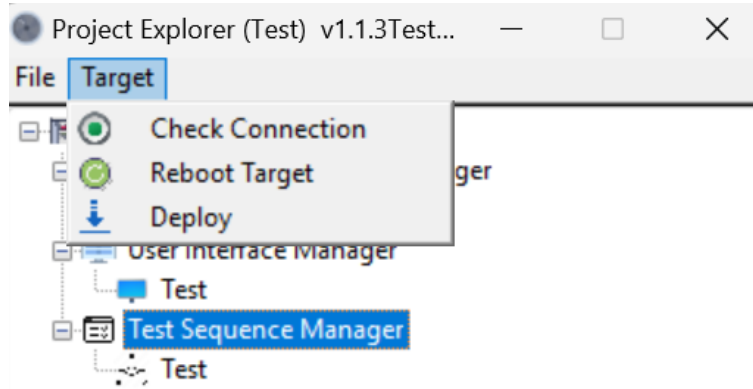 Project Explorer (Test) v1.1.3Test...
File Target
Check Connection
Reboot Target
ger
Deploy
User Interface Manager
Test
Test Sequence Manager
Test